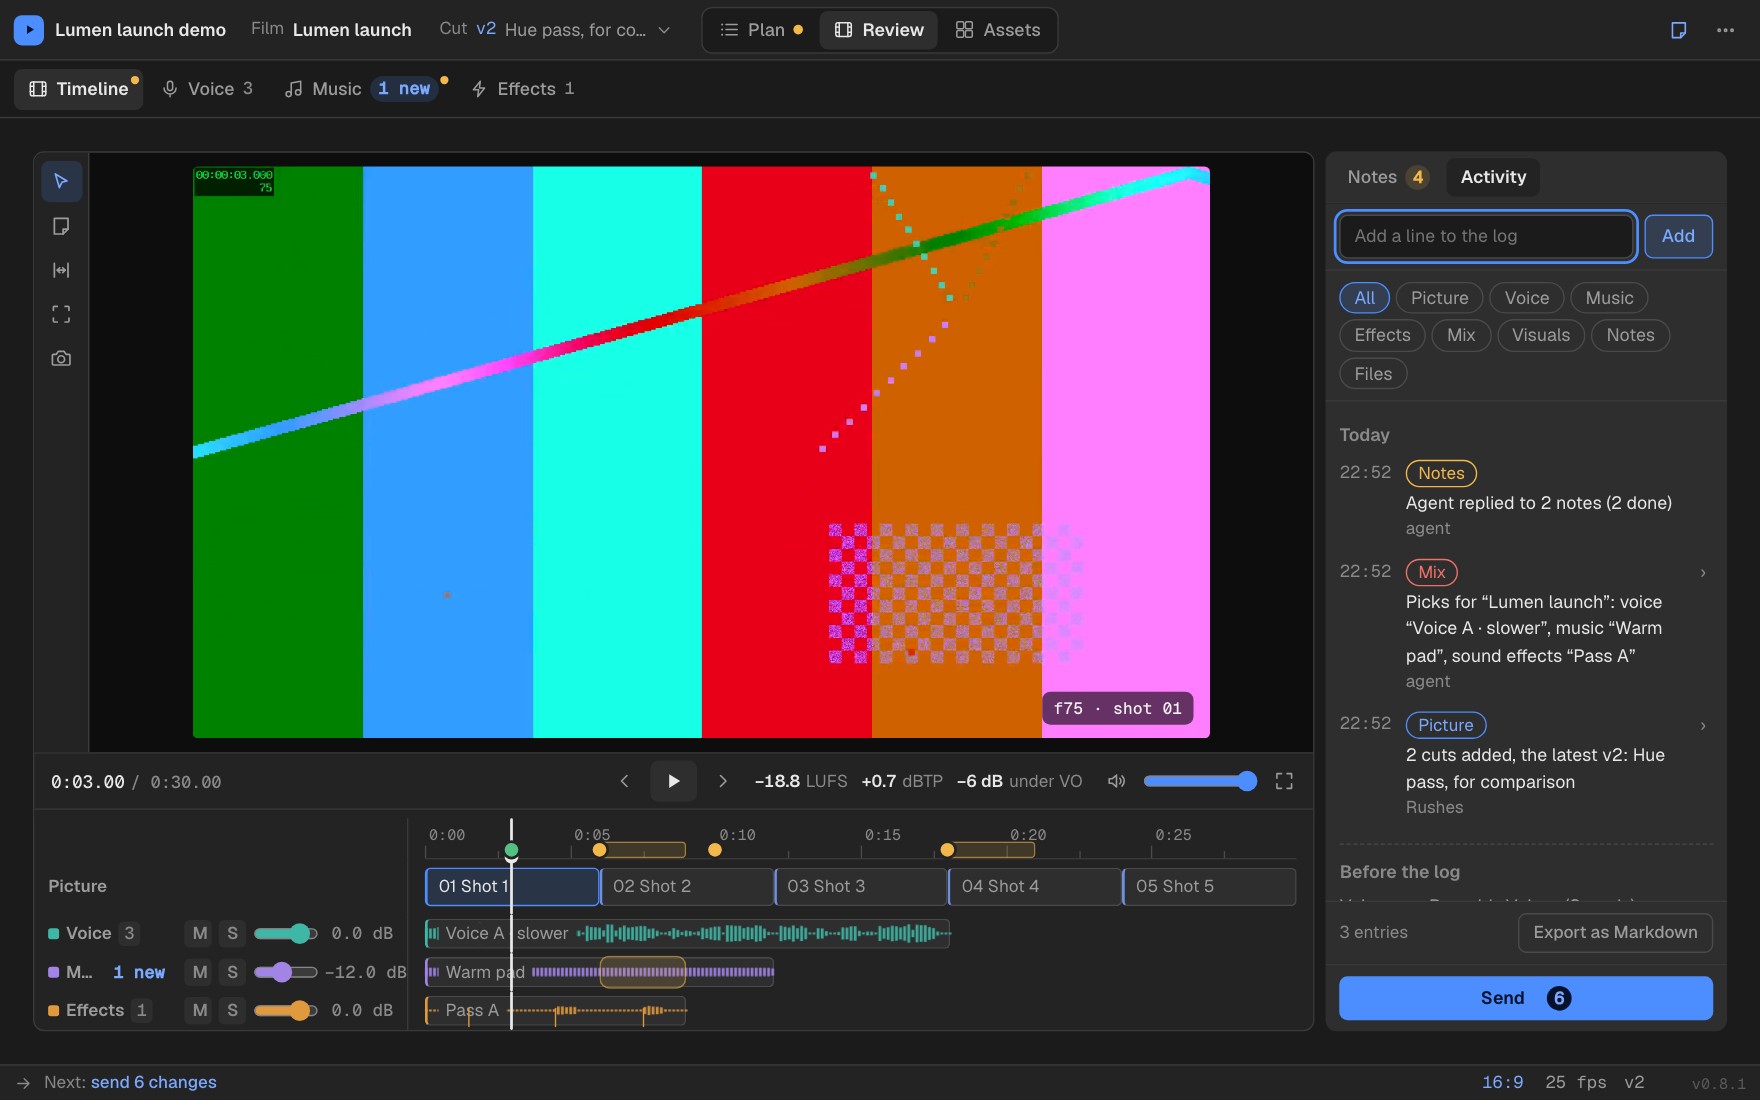 Lumen launch demo
Film Lumen launch
Cut v2 Hue pass, for co…
Plan
Review
Assets
Timeline
Voice 3
Music 1 new
Effects 1
00:00:03.000
75
f75 · shot 01
0:03.00 / 0:30.00
−18.8 LUFS +0.7 dBTP −6 dB under VO
0:00 0:05 0:10 0:15 0:20 0:25
Picture
01 Shot 1
02 Shot 2
03 Shot 3
04 Shot 4
05 Shot 5
Voice 3 M S 0.0 dB
Voice A slower
M… 1 new M S −12.0 dB
Warm pad
Effects 1 M S 0.0 dB
Pass A
Notes 4
Activity
Add a line to the log
Add
All Picture Voice Music
Effects Mix Visuals Notes
Files
Today
22:52 Notes
Agent replied to 2 notes (2 done)
agent
22:52 Mix
Picks for “Lumen launch”: voice
“Voice A · slower”, music “Warm
pad”, sound effects “Pass A”
agent
22:52 Picture
2 cuts added, the latest v2: Hue
pass, for comparison
Rushes
Before the log
3 entries
Export as Markdown
Send 6
Next: send 6 changes
16:9 25 fps v2 v0.8.1